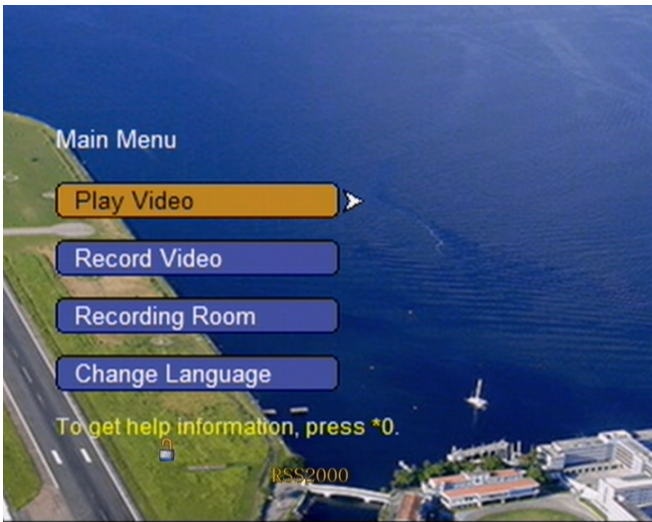 Main Menu
Play Video
Record Video
Recording Room
Change Language
To get help information, press *0.
RSS2000